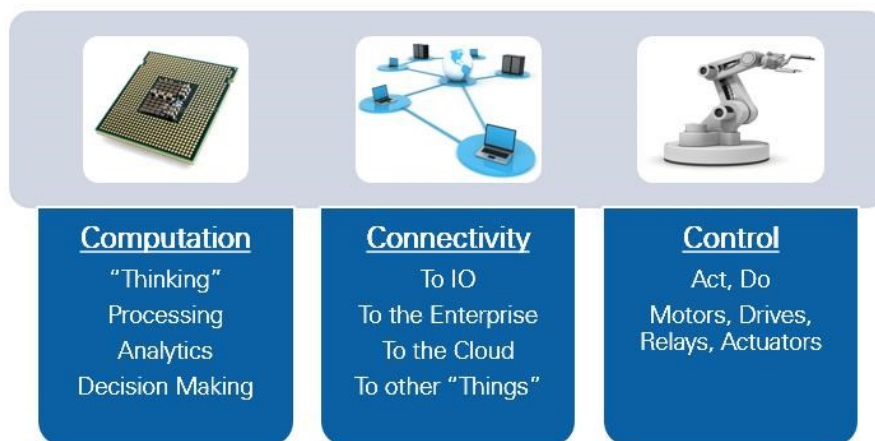 Computation
“Thinking”
Processing
Analytics
Decision Making
Connectivity
To IO
To the Enterprise
To the Cloud
To other “Things”
Control
Act, Do
Motors, Drives,
Relays, Actuators